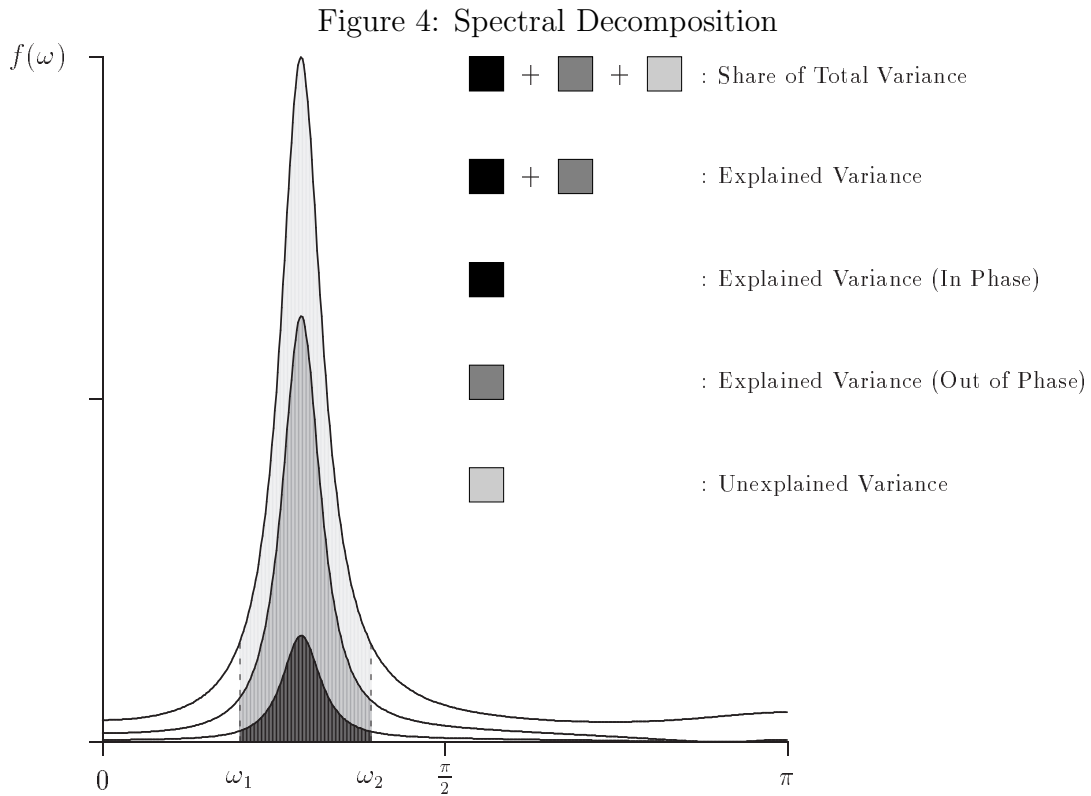 Figure 4: Spectral Decomposition
f(ω)
+ + : Share of Total Variance
+ : Explained Variance
: Explained Variance (In Phase)
: Explained Variance (Out of Phase)
: Unexplained Variance
0 ω₁ ω₂ π/2 π